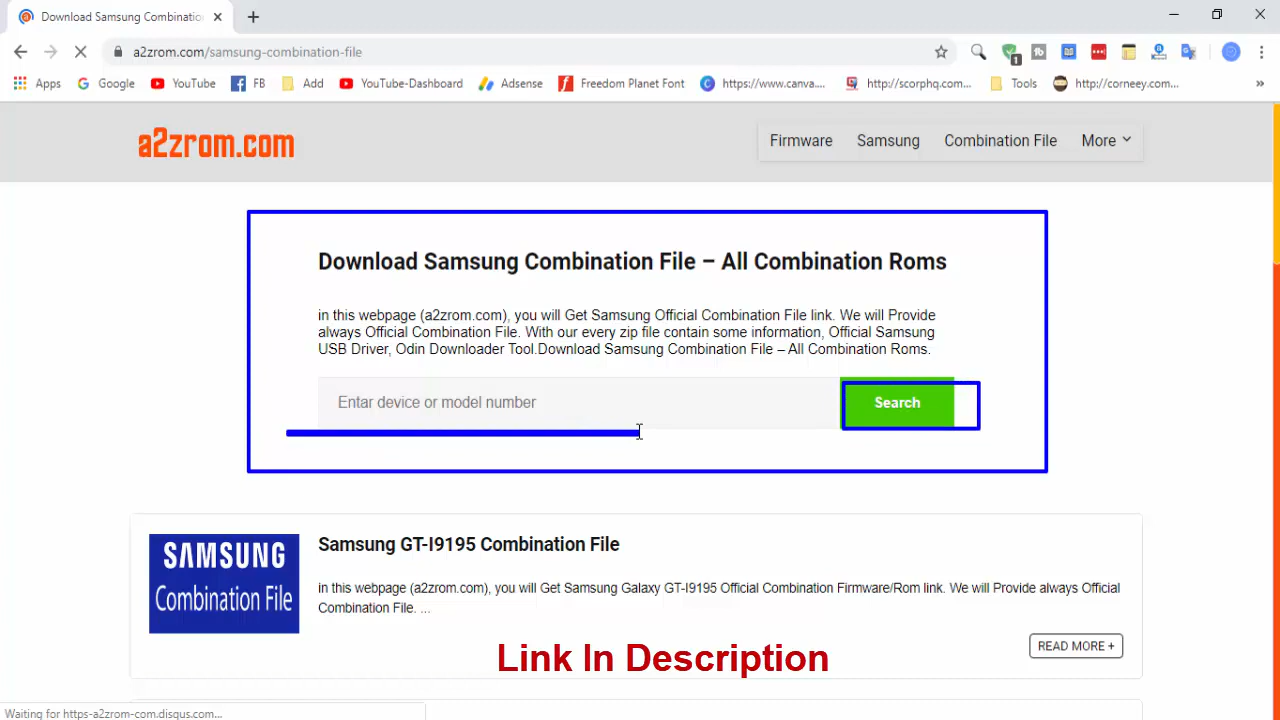 Download Samsung Combinatio
a2zrom.com/samsung-combination-file
1
Apps
Google
YouTube
FB
Add
YouTube-Dashboard
Adsense
Freedom Planet Font
https://www.canva....
http://scorphq.com...
Tools
http://corneey.com...
»
a2zrom.com
Firmware
Samsung
Combination File
More
Download Samsung Combination File – All Combination Roms
in this webpage (a2zrom.com), you will Get Samsung Official Combination File link. We will Provide
always Official Combination File. With our every zip file contain some information, Official Samsung
USB Driver, Odin Downloader Tool.Download Samsung Combination File – All Combination Roms.
Entar device or model number
Search
SAMSUNG
Combination File
Samsung GT-I9195 Combination File
in this webpage (a2zrom.com), you will Get Samsung Galaxy GT-I9195 Official Combination Firmware/Rom link. We will Provide always Official
Combination File. ...
READ MORE +
Link In Description
Waiting for https-a2zrom-com.disqus.com...